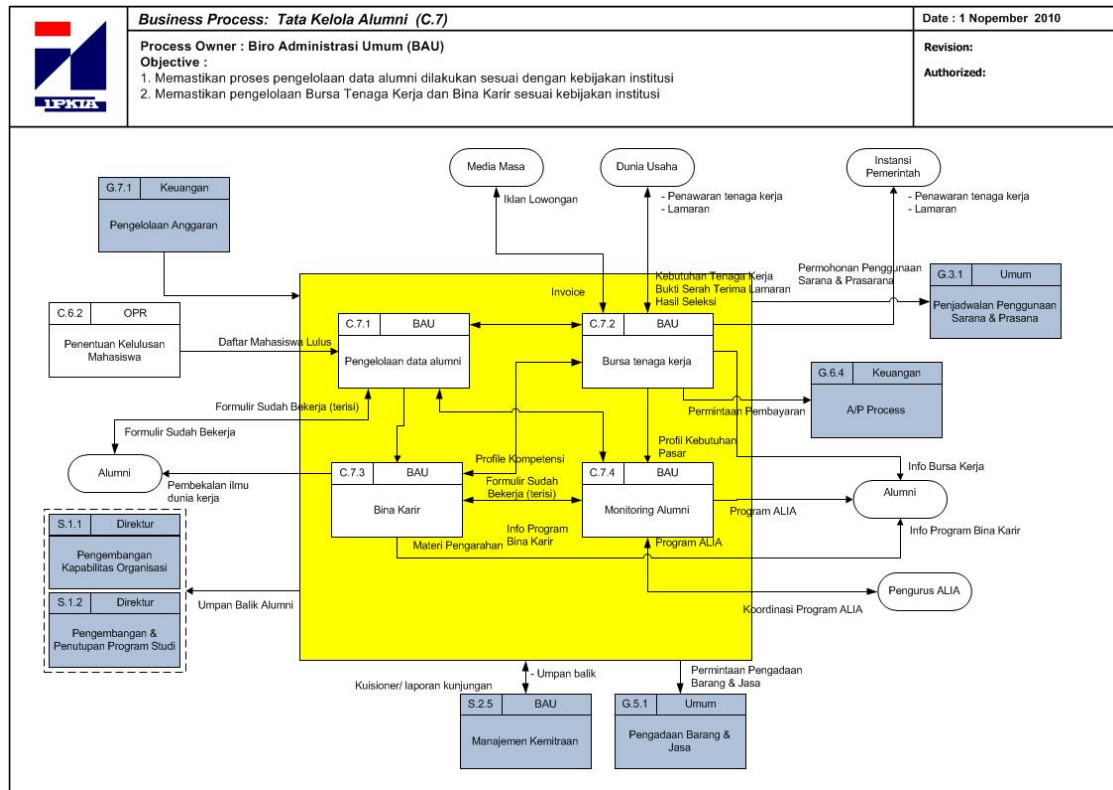 IPKIA
Business Process: Tata Kelola Alumni (C.7)
Date : 1 Nopember 2010
Process Owner : Biro Administrasi Umum (BAU)
Objective :
1. Memastikan proses pengelolaan data alumni dilakukan sesuai dengan kebijakan institusi
2. Memastikan pengelolaan Bursa Tenaga Kerja dan Bina Karir sesuai kebijakan institusi
Revision:
Authorized:
Media Masa
Dunia Usaha
Instansi
Pemerintah
G.7.1 Keuangan
Pengelolaan Anggaran
Iklan Lowongan
- Penawaran tenaga kerja
- Lamaran
- Penawaran tenaga kerja
- Lamaran
Invoice
Kebutuhan Tenaga Kerja
Bukti Serah Terima Lamaran
Hasil Seleksi
Permohonan Penggunaan
Sarana & Prasarana
G.3.1 Umum
Penjadwalan Penggunaan
Sarana & Prasana
C.6.2 OPR
Penentuan Kelulusan
Mahasiswa
Daftar Mahasiswa Lulus
C.7.1 BAU
Pengelolaan data alumni
C.7.2 BAU
Bursa tenaga kerja
G.6.4 Keuangan
A/P Process
Permintaan Pembayaran
Formulir Sudah Bekerja (terisi)
Formulir Sudah Bekerja
Alumni
Pembekalan ilmu
dunia kerja
Profile Kompetensi
Profil Kebutuhan
Pasar
C.7.3 BAU
Bina Karir
Formulir Sudah
Bekerja (terisi)
C.7.4 BAU
Monitoring Alumni
Info Bursa Kerja
Alumni
Program ALIA
Info Program Bina Karir
Materi Pengarahan
Info Program
Bina Karir
Program ALIA
S.1.1 Direktur
Pengembangan
Kapabilitas Organisasi
S.1.2 Direktur
Pengembangan &
Penutupan Program Studi
Umpan Balik Alumni
Pengurus ALIA
Koordinasi Program ALIA
Kuisioner/ laporan kunjungan
- Umpan balik
Permintaan Pengadaan
Barang & Jasa
S.2.5 BAU
Manajemen Kemitraan
G.5.1 Umum
Pengadaan Barang &
Jasa